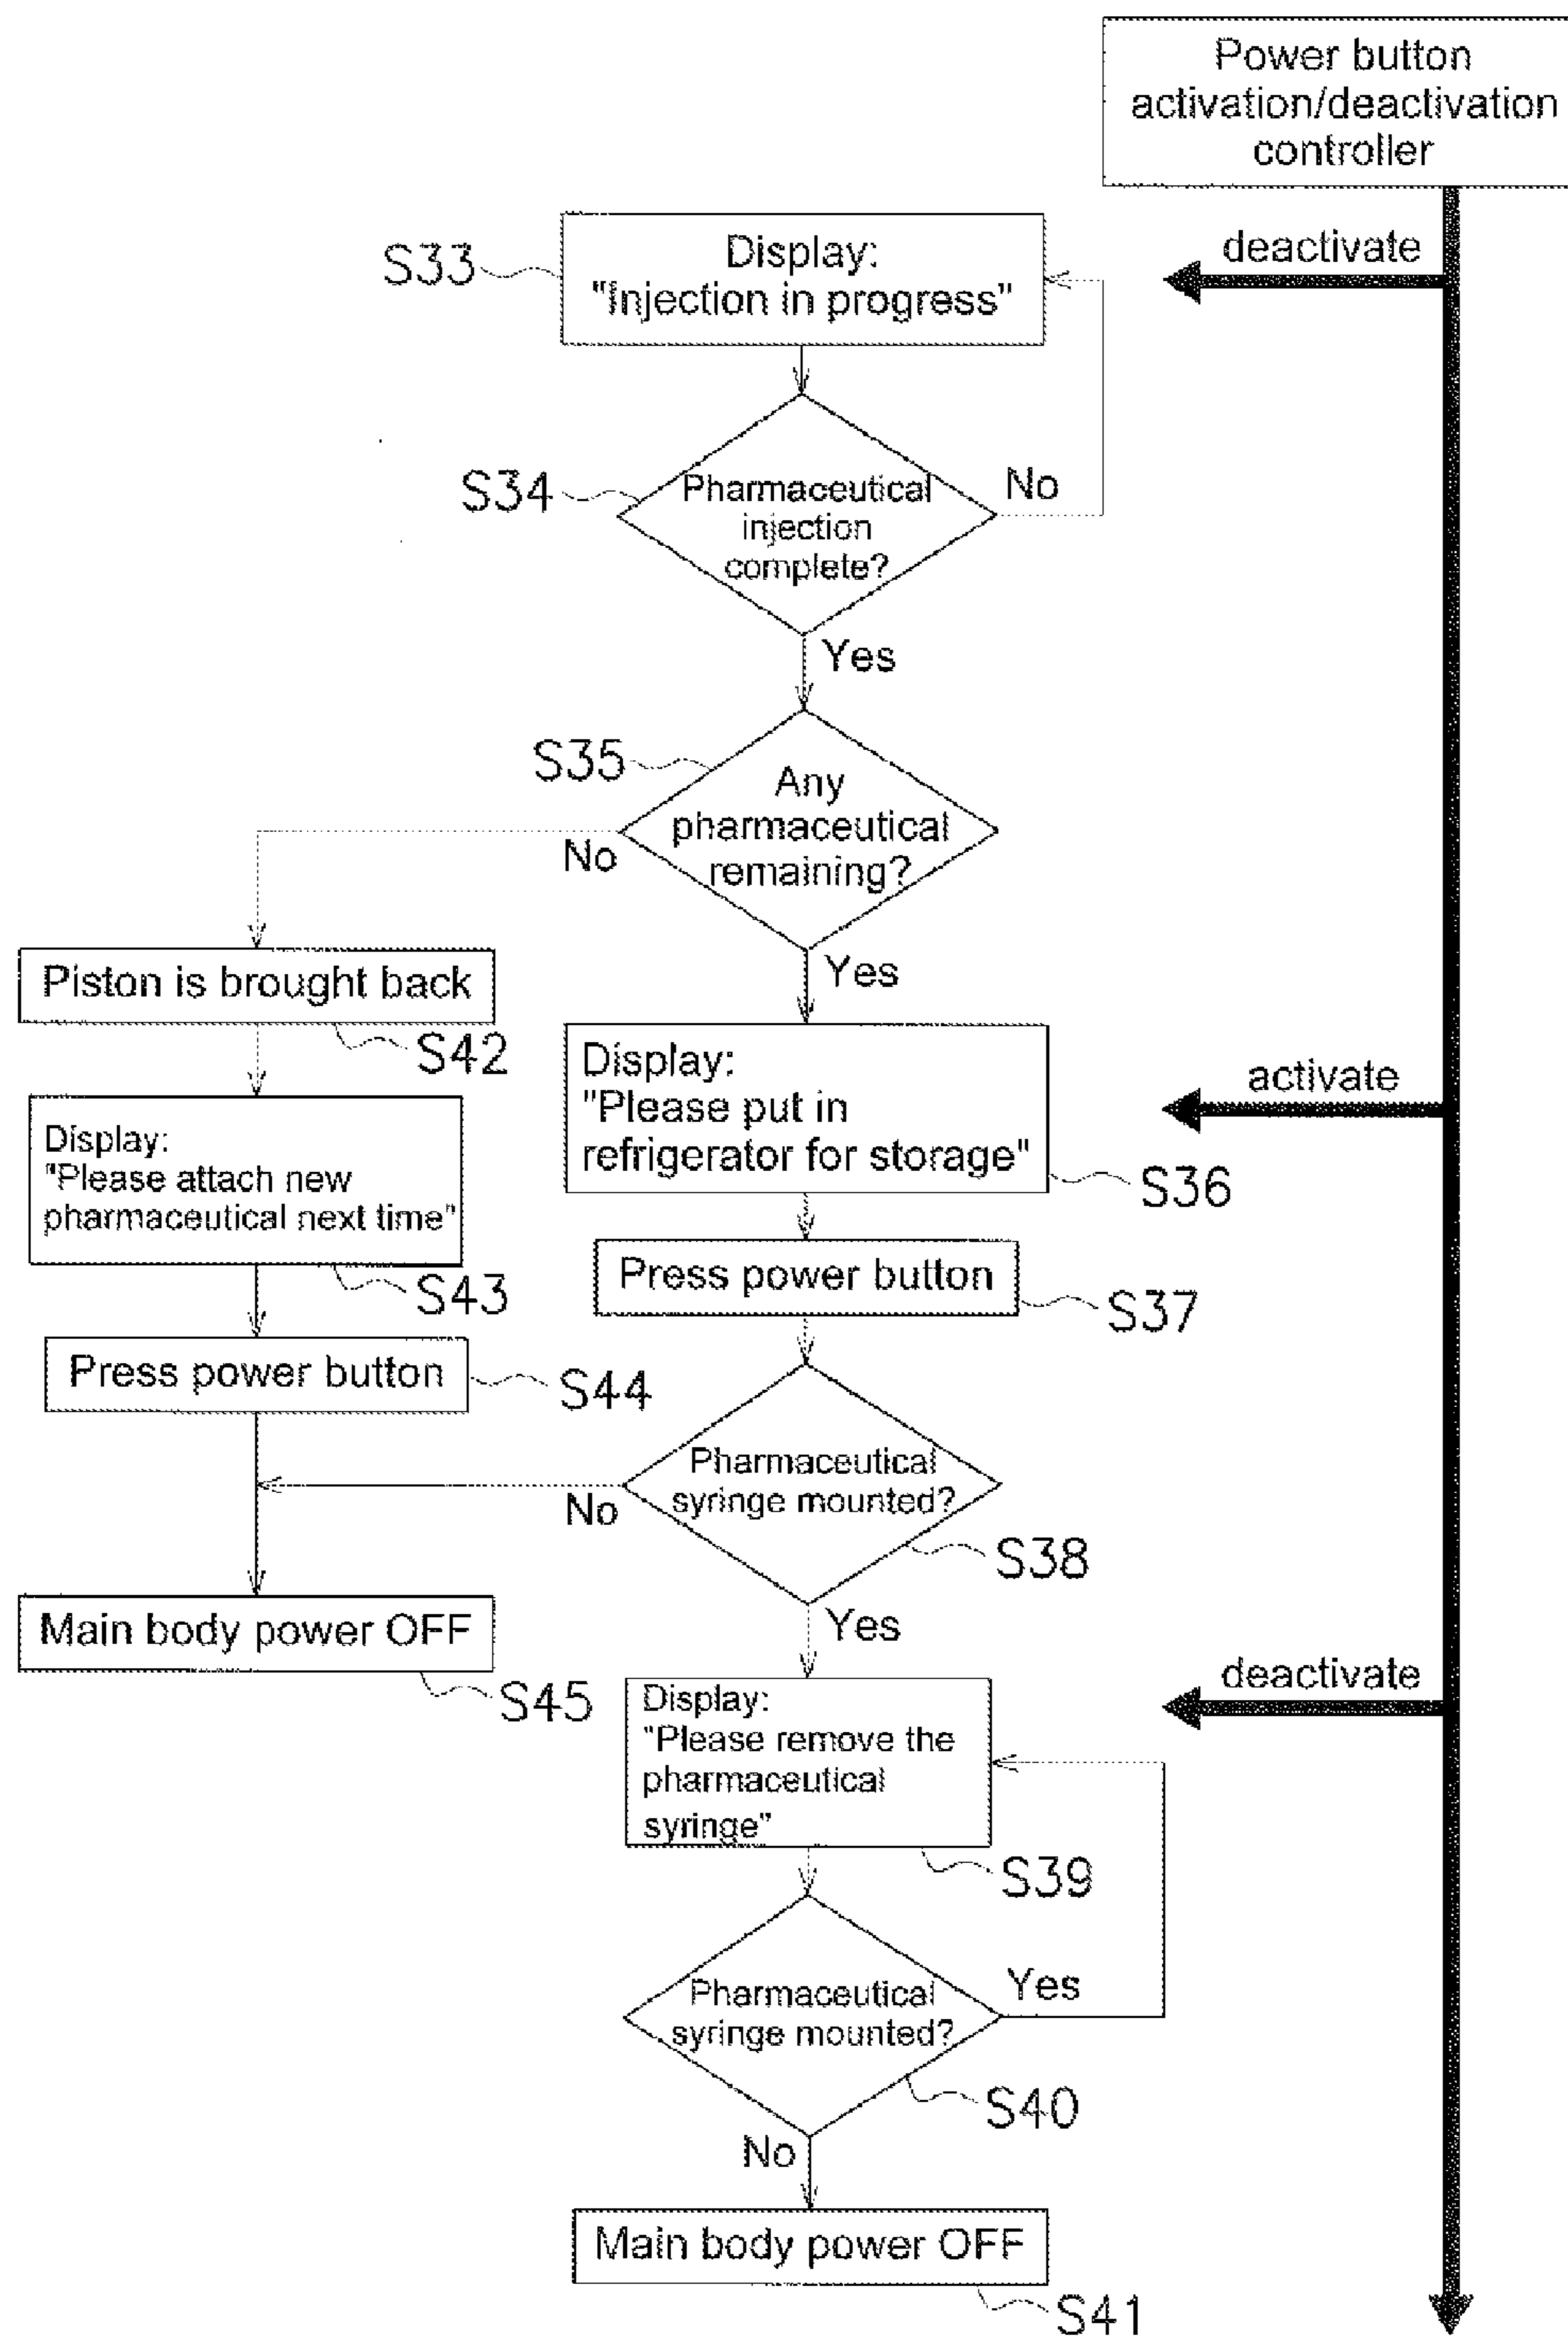 Power button
activation/deactivation
controller
deactivate
S33
Display:
"Injection in progress"
S34
Pharmaceutical
injection
complete?
No
Yes
S35
Any
pharmaceutical
remaining?
No
Yes
Piston is brought back
S42
Display:
"Please put in
refrigerator for storage"
S36
activate
Display:
"Please attach new
pharmaceutical next time"
S43
Press power button
S37
Press power button
S44
Pharmaceutical
syringe mounted?
No
S38
Yes
Main body power OFF
S45
deactivate
Display:
"Please remove the
pharmaceutical
syringe"
S39
Pharmaceutical
syringe mounted?
Yes
S40
No
Main body power OFF
S41